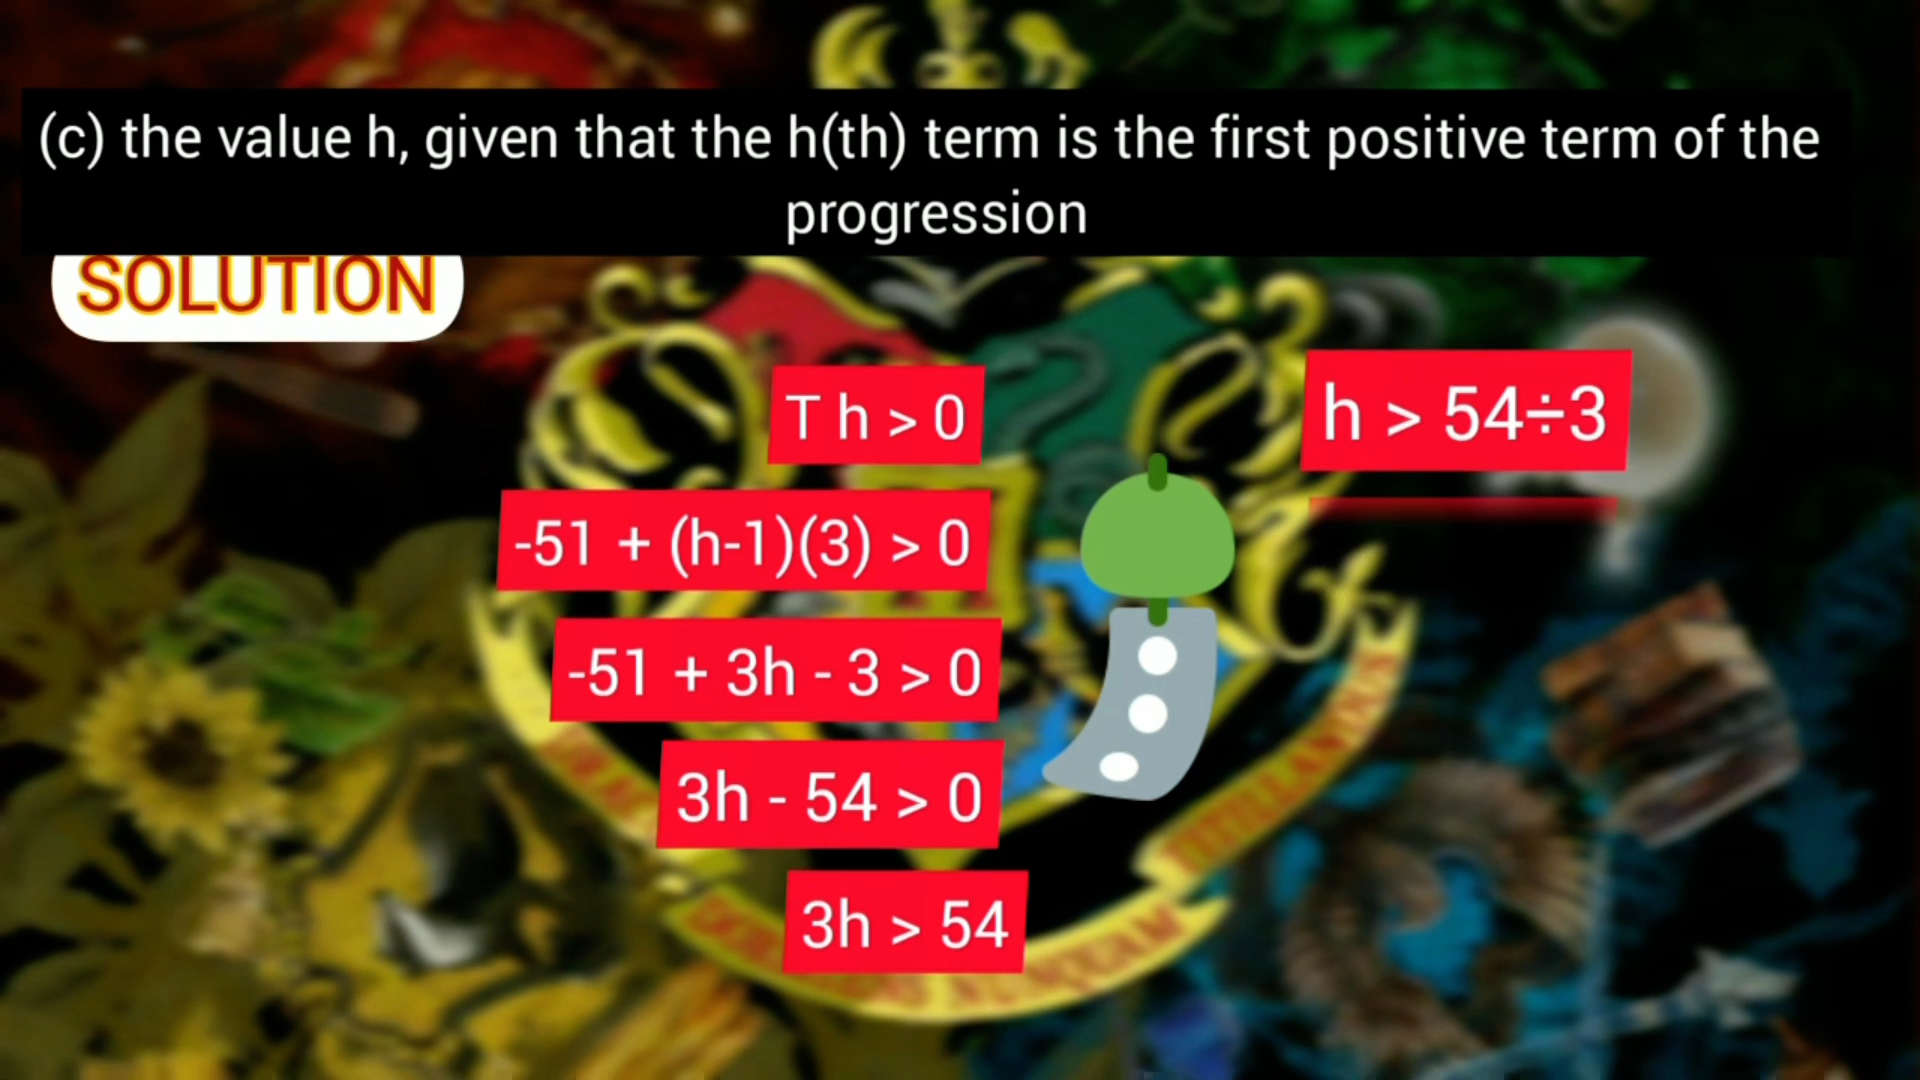 (c) the value h, given that the h(th) term is the first positive term of the
progression
SOLUTION
T h > 0
-51 + (h-1)(3) > 0
-51 + 3h - 3 > 0
3h - 54 > 0
3h > 54
h > 54÷3